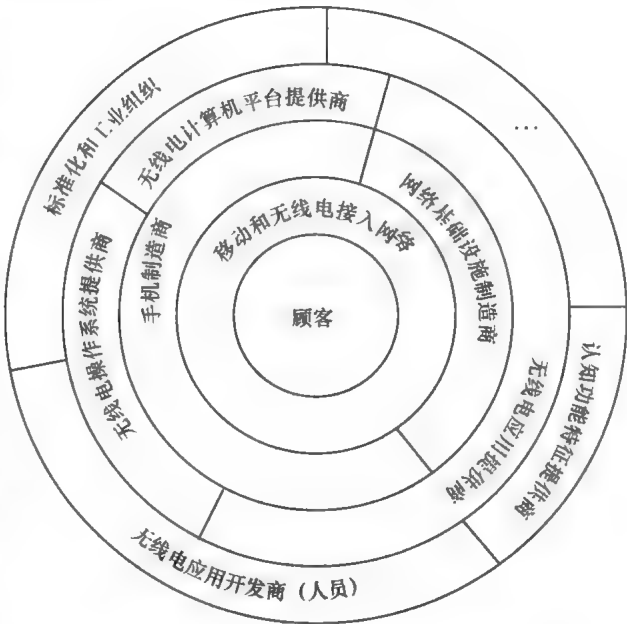 标准化和工业组织
无线电计算机平台提供商
…
移动和无线电接入网络
网络基础设施制造商
手机制造商
无线电操作系统提供商
顾客
无线电应用提供商
认知功能特征提供商
无线电应用开发商（人员）